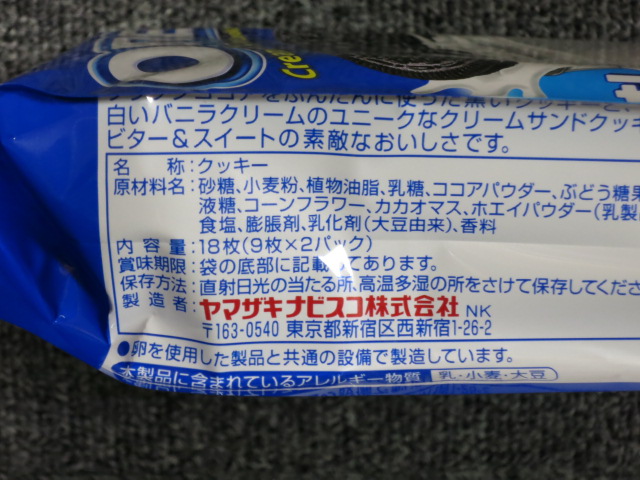 Cre
白いバニラクリームのユニークなクリームサンドクッキ
ビター&スイートの素敵なおいしさです。
名 称:クッキー
原材料名:砂糖、小麦粉、植物油脂、乳糖、ココアパウダー、ぶどう糖果
液糖、コーンフラワー、カカオマス、ホエイパウダー(乳製
食塩、膨脹剤、乳化剤(大豆由来)、香料
内 容 量:18枚(9枚×2パック)
賞味期限:袋の底部に記載してあります。
保存方法:直射日光の当たる所、高温多湿の所をさけて保存してくださ
製造者:ヤマザキナビスコ株式会社 NK
〒163-0540 東京都新宿区西新宿1-26-2
●卵を使用した製品と共通の設備で製造しています。
本製品に含まれているアレルギー物質 乳・小麦・大豆